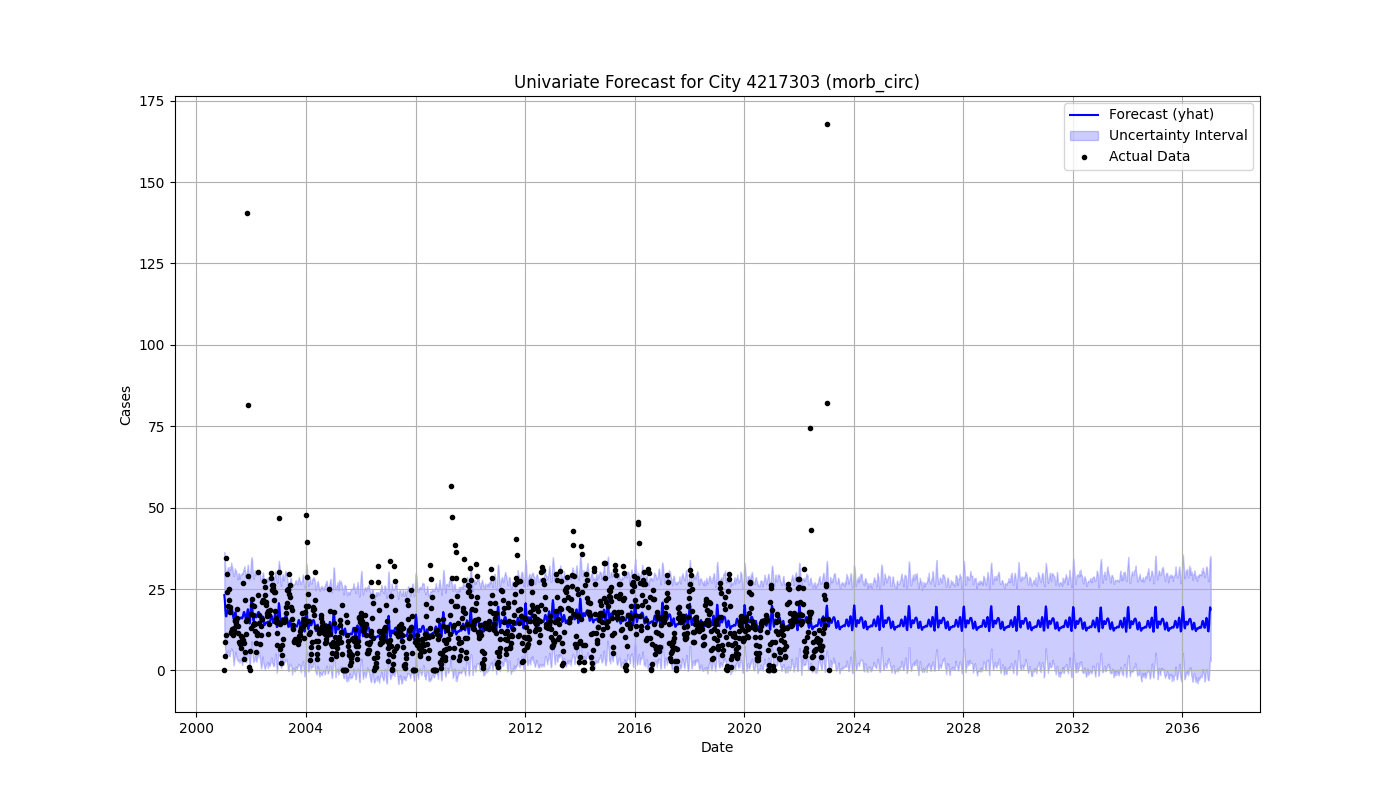 Univariate Forecast for City 4217303 (morb_circ)
Forecast (yhat)
Uncertainty Interval
Actual Data
Cases
175
150
125
100
75
50
25
0
2000 2004 2008 2012 2016 2020 2024 2028 2032 2036
Date